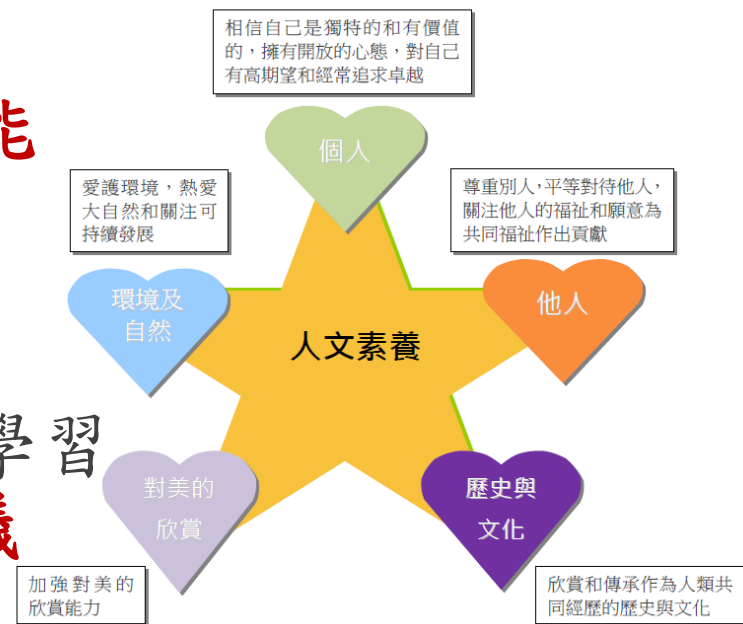 相信自己是獨特的和有價值
的，擁有開放的心態，對自己
有高期望和經常追求卓越
能
個人
愛護環境，熱愛
大自然和關注可
持續發展
尊重別人，平等對待他人，
關注他人的福祉和願意為
共同福祉作出貢獻
環境及
自然
他人
人文素養
學習
對美的
欣賞
歷史與
文化
加強對美的
欣賞能力
欣賞和傳承作為人類共
同經歷的歷史與文化